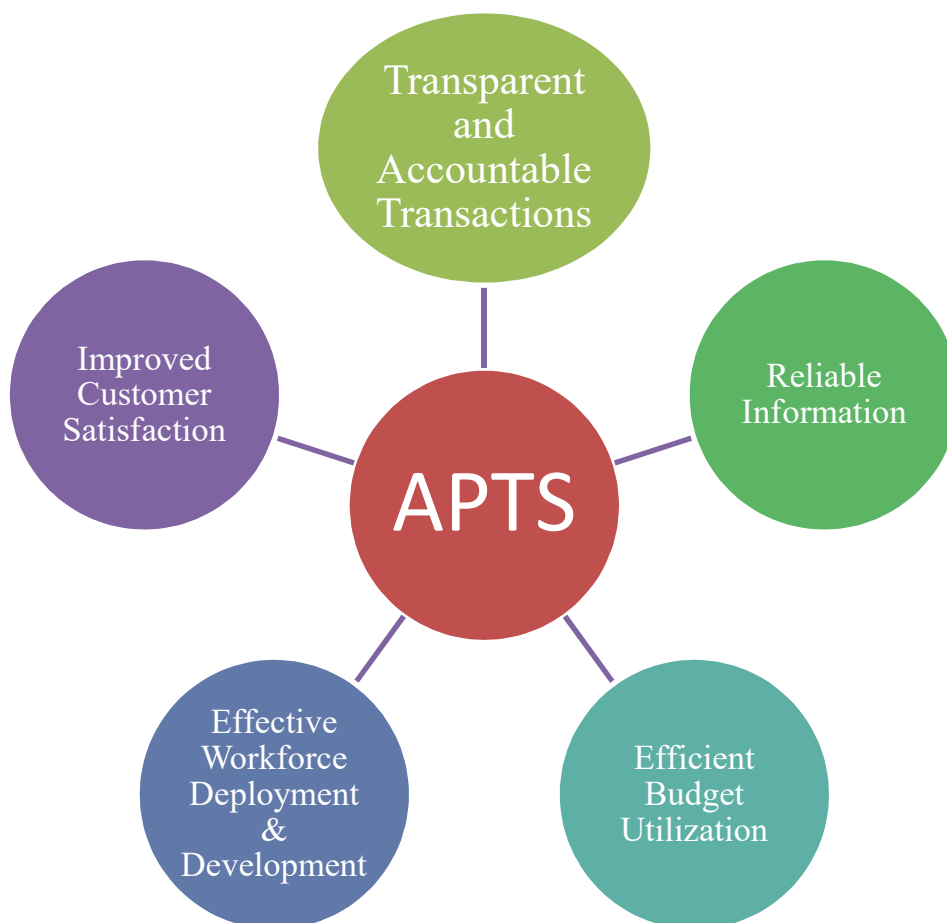 Transparent
and
Accountable
Transactions
Improved
Customer
Satisfaction
Reliable
Information
APTS
Effective
Workforce
Deployment
&
Development
Efficient
Budget
Utilization